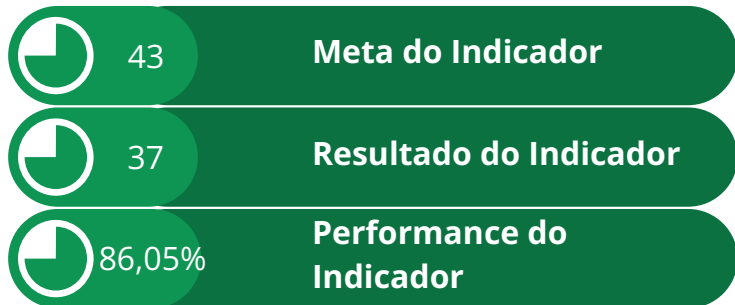 43
Meta do Indicador
37
Resultado do Indicador
86,05%
Performance do
Indicador